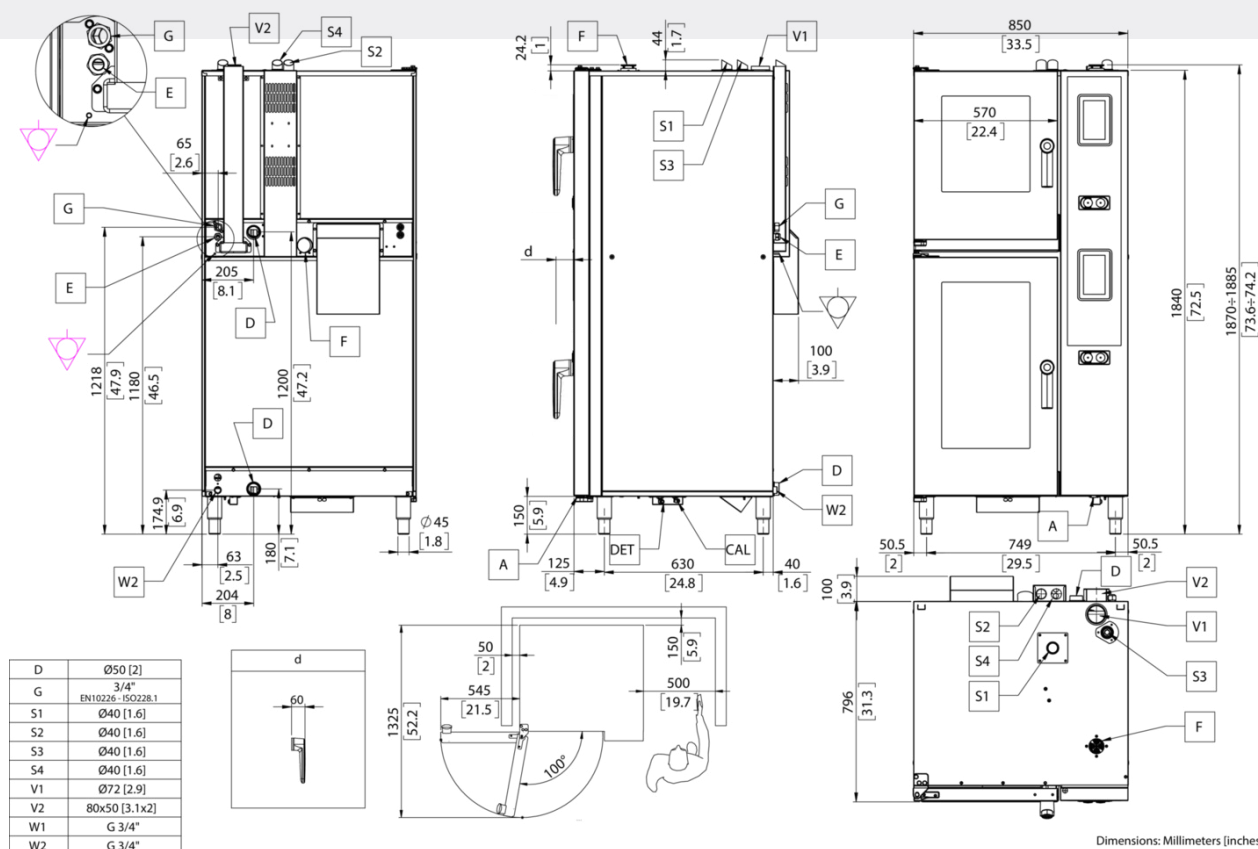 G
V2
S4
S2
E
65
[2.6]
G
E
205
[8.1]
D
F
1218
[47.9]
1180
[46.5]
1200
[47.2]
D
174.9
[6.9]
W2
63
[2.5]
204
[8]
180
[7.1]
Ø 45
[1.8]
24.2
[1]
F
44
[1.7]
V1
S1
S3
G
E
d
100
[3.9]
D
W2
150
[5.9]
A
DET
CAL
125
[4.9]
630
[24.8]
40
[1.6]
850
[33.5]
570
[22.4]
1840
[72.5]
1870÷1885
[73.6÷74.2]
A
50.5
[2]
749
[29.5]
50.5
[2]
100
[3.9]
D
V2
S2
S4
S1
V1
S3
F
796
[31.3]
D Ø50 [2]
G 3/4"
EN10226 - ISO228.1
S1 Ø40 [1.6]
S2 Ø40 [1.6]
S3 Ø40 [1.6]
S4 Ø40 [1.6]
V1 Ø72 [2.9]
V2 80x50 [3.1x2]
W1 G 3/4"
W2 G 3/4"
d
60
1325
[52.2]
545
[21.5]
50
[2]
150
[5.9]
500
[19.7]
100°
Dimensions: Millimeters [inches